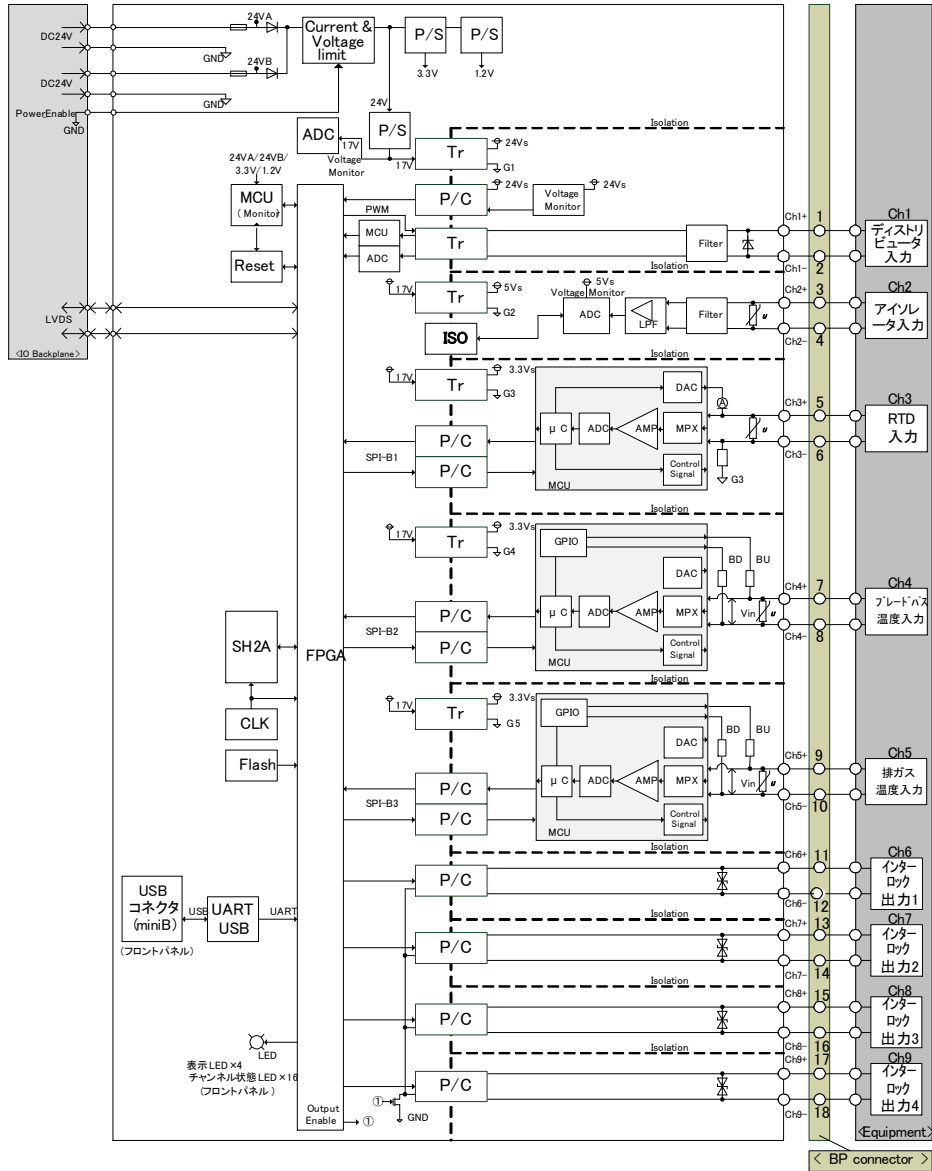 DC24V
24VA
GND
24VB
DC24V
GND
PowerEnable
GND
Current &
Voltage
limit
P/S
P/S
3.3V
1.2V
24V
P/S
ADC
17V
Voltage
Monitor
17V
Isolation
Tr
24Vs
G1
24VA/24VB/
3.3V/1.2V
MCU
(Monitor)
Reset
P/C
24Vs
Voltage
Monitor
24Vs
PWM
MCU
ADC
Tr
Filter
Isolation
Ch1+
1
Ch1-
2
Ch1
ディストリ
ビュータ
入力
LVDS
<IO Backplane>
17V
Tr
5Vs
G2
5Vs
Voltage Monitor
ADC
LPF
Filter
u
ISO
Isolation
Ch2+
3
Ch2-
4
Ch2
アイソレ
ータ入力
17V
Tr
3.3Vs
G3
DAC
A
μC
ADC
AMP
MPX
Control
Signal
MCU
G3
u
P/C
SPI-B1
P/C
Isolation
Ch3+
5
Ch3-
6
Ch3
RTD
入力
17V
Tr
3.3Vs
G4
GPIO
DAC
BD
BU
μC
ADC
AMP
MPX
Vin
u
Control
Signal
MCU
P/C
SPI-B2
P/C
Isolation
Ch4+
7
Ch4-
8
Ch4
ブレードパス
温度入力
SH2A
FPGA
CLK
Flash
17V
Tr
3.3Vs
G5
GPIO
DAC
BD
BU
μC
ADC
AMP
MPX
Vin
u
Control
Signal
MCU
P/C
SPI-B3
P/C
Isolation
Ch5+
9
Ch5-
10
Ch5
排ガス
温度入力
USB
コネクタ
(miniB)
(フロントパネル)
USB
UART
USB
UART
P/C
Isolation
Ch6+
11
Ch6-
12
Ch6
インター
ロック
出力1
P/C
Isolation
Ch7+
13
Ch7-
14
Ch7
インター
ロック
出力2
P/C
Isolation
Ch8+
15
Ch8-
16
Ch8
インター
ロック
出力3
P/C
Ch9+
17
Ch9-
18
Ch9
インター
ロック
出力4
LED
表示LED×4
チャンネル状態LED×16
(フロントパネル)
①
GND
Output
Enable
①
<Equipment>
< BP connector >